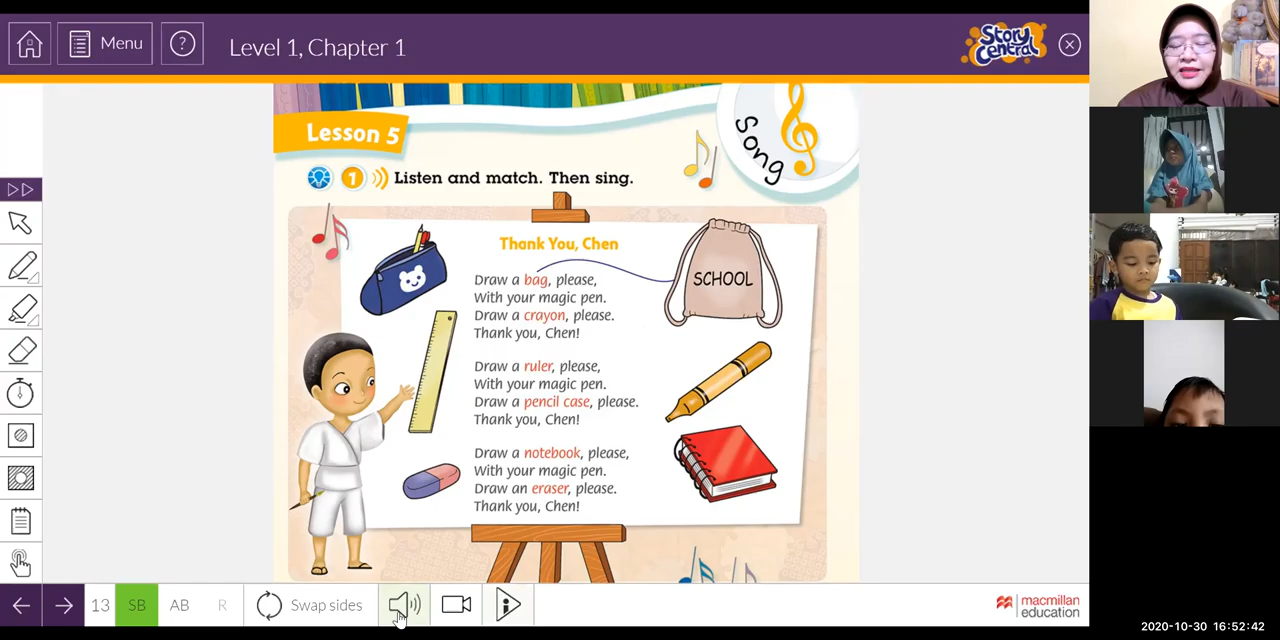 Menu
?
Level 1, Chapter 1
Story
Central
Lesson 5
Song
1 Listen and match. Then sing.
Thank You, Chen
Draw a bag, please,
With your magic pen.
Draw a crayon, please.
Thank you, Chen!
Draw a ruler, please,
With your magic pen.
Draw a pencil case, please.
Thank you, Chen!
Draw a notebook, please,
With your magic pen.
Draw an eraser, please.
Thank you, Chen!
SCHOOL
13 SB AB R Swap sides
macmillan
education
2020-10-30 16:52:42